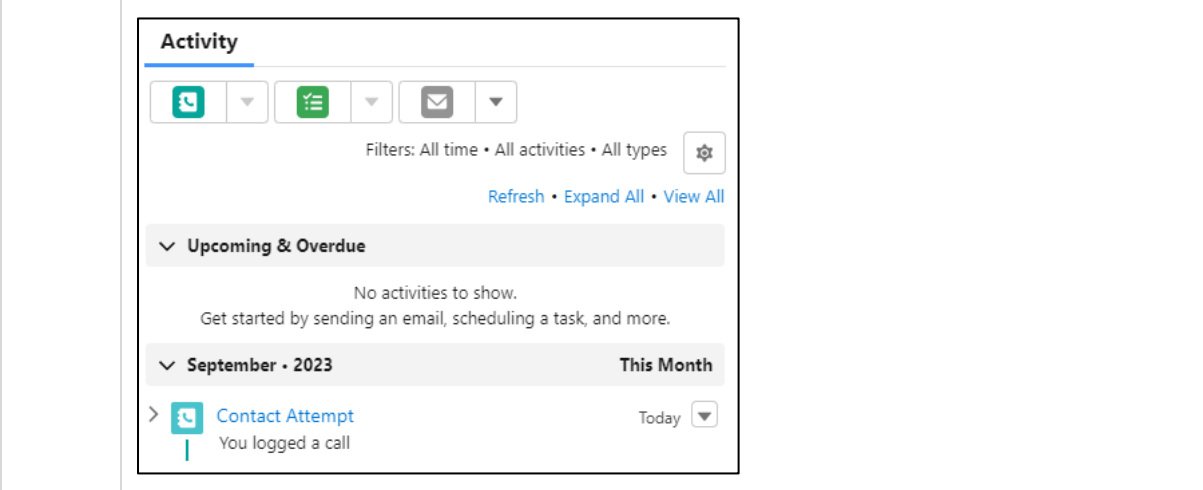 Activity
Filters: All time • All activities • All types
Refresh • Expand All • View All
Upcoming & Overdue
No activities to show.
Get started by sending an email, scheduling a task, and more.
September • 2023 This Month
Contact Attempt Today
You logged a call